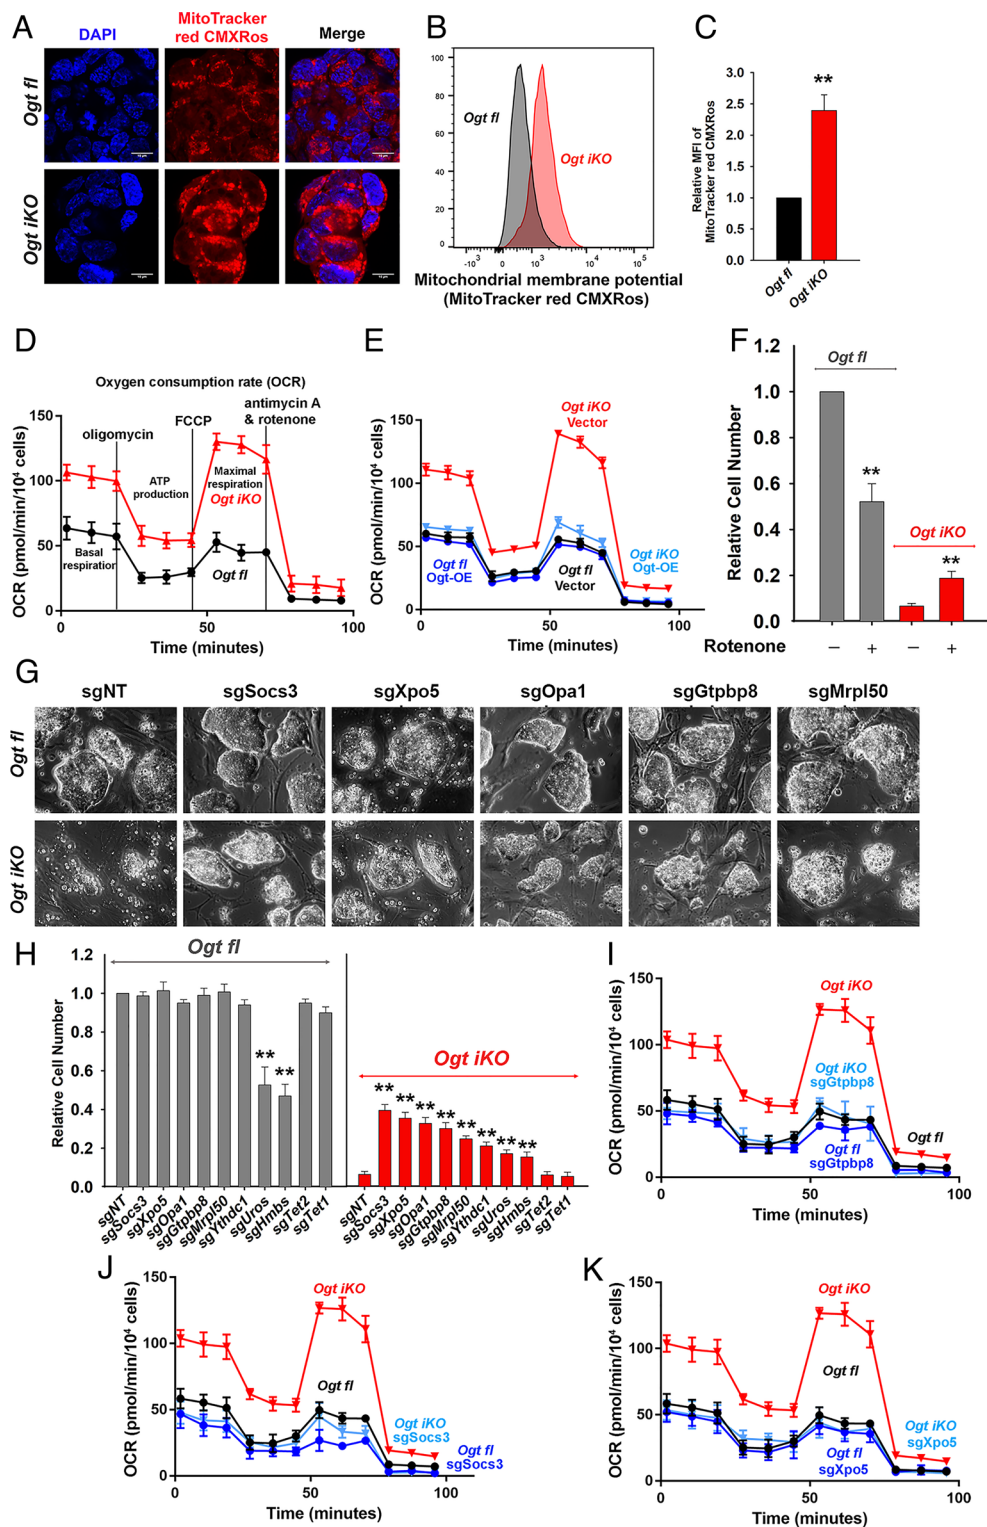 A
DAPI
MitoTracker
red CMXRos
Merge
Ogt fl
Ogt iKO
B
100
80
60
40
20
0
-10³
0
10³
10⁴
10⁵
Ogt fl
Ogt iKO
Mitochondrial membrane potential
(MitoTracker red CMXRos)
C
Relative MFI of
MitoTracker red CMXRos
3.0
2.5
2.0
1.5
1.0
0.5
0.0
**
Ogt fl
Ogt iKO
D
Oxygen consumption rate (OCR)
OCR (pmol/min/10⁴ cells)
150
100
50
0
oligomycin
FCCP
antimycin A
& rotenone
ATP
production
Maximal
respiration
Ogt iKO
Basal
respiration
Ogt fl
0
50
100
Time (minutes)
E
OCR (pmol/min/10⁴ cells)
150
100
50
0
Ogt iKO
Vector
Ogt fl
Ogt-OE
Ogt fl
Vector
Ogt iKO
Ogt-OE
0
50
100
Time (minutes)
F
Relative Cell Number
1.2
1.0
0.8
0.6
0.4
0.2
0.0
Ogt fl
**
Ogt iKO
**
Rotenone
− + − +
G
sgNT
sgSocs3
sgXpo5
sgOpa1
sgGtpbp8
sgMrpl50
Ogt fl
Ogt iKO
H
Relative Cell Number
1.2
1.0
0.8
0.6
0.4
0.2
0.0
Ogt fl
** **
Ogt iKO
** ** ** ** ** ** ** **
sgNT
sgSocs3
sgXpo5
sgOpa1
sgGtpbp8
sgMrpl50
sgYthdc1
sgUros
sgHmbs
sgTet2
sgTet1
sgNT
sgSocs3
sgXpo5
sgOpa1
sgGtpbp8
sgMrpl50
sgYthdc1
sgUros
sgHmbs
sgTet2
sgTet1
I
OCR (pmol/min/10⁴ cells)
150
100
50
0
Ogt iKO
Ogt iKO
sgGtpbp8
Ogt fl
Ogt fl
sgGtpbp8
0
50
100
Time (minutes)
J
OCR (pmol/min/10⁴ cells)
150
100
50
0
Ogt iKO
Ogt fl
Ogt iKO
sgSocs3
Ogt fl
sgSocs3
0
50
100
Time (minutes)
K
OCR (pmol/min/10⁴ cells)
150
100
50
0
Ogt iKO
Ogt fl
Ogt iKO
sgXpo5
Ogt fl
sgXpo5
0
50
100
Time (minutes)